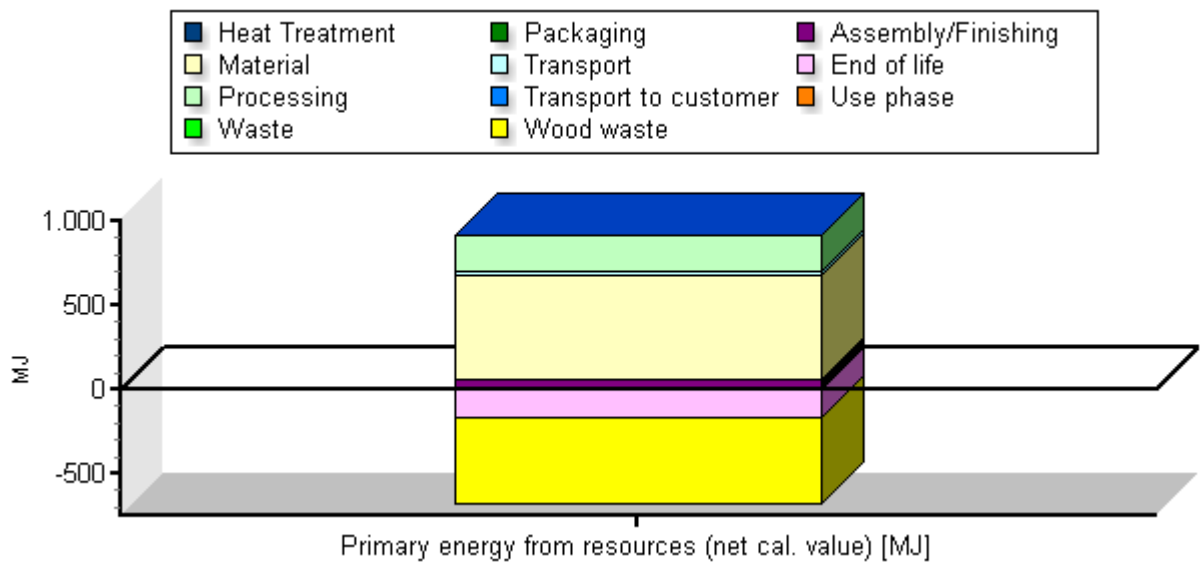 Heat Treatment Packaging Assembly/Finishing
Material Transport End of life
Processing Transport to customer Use phase
Waste Wood waste
1.000
500
0
-500
MJ
Primary energy from resources (net cal. value) [MJ]